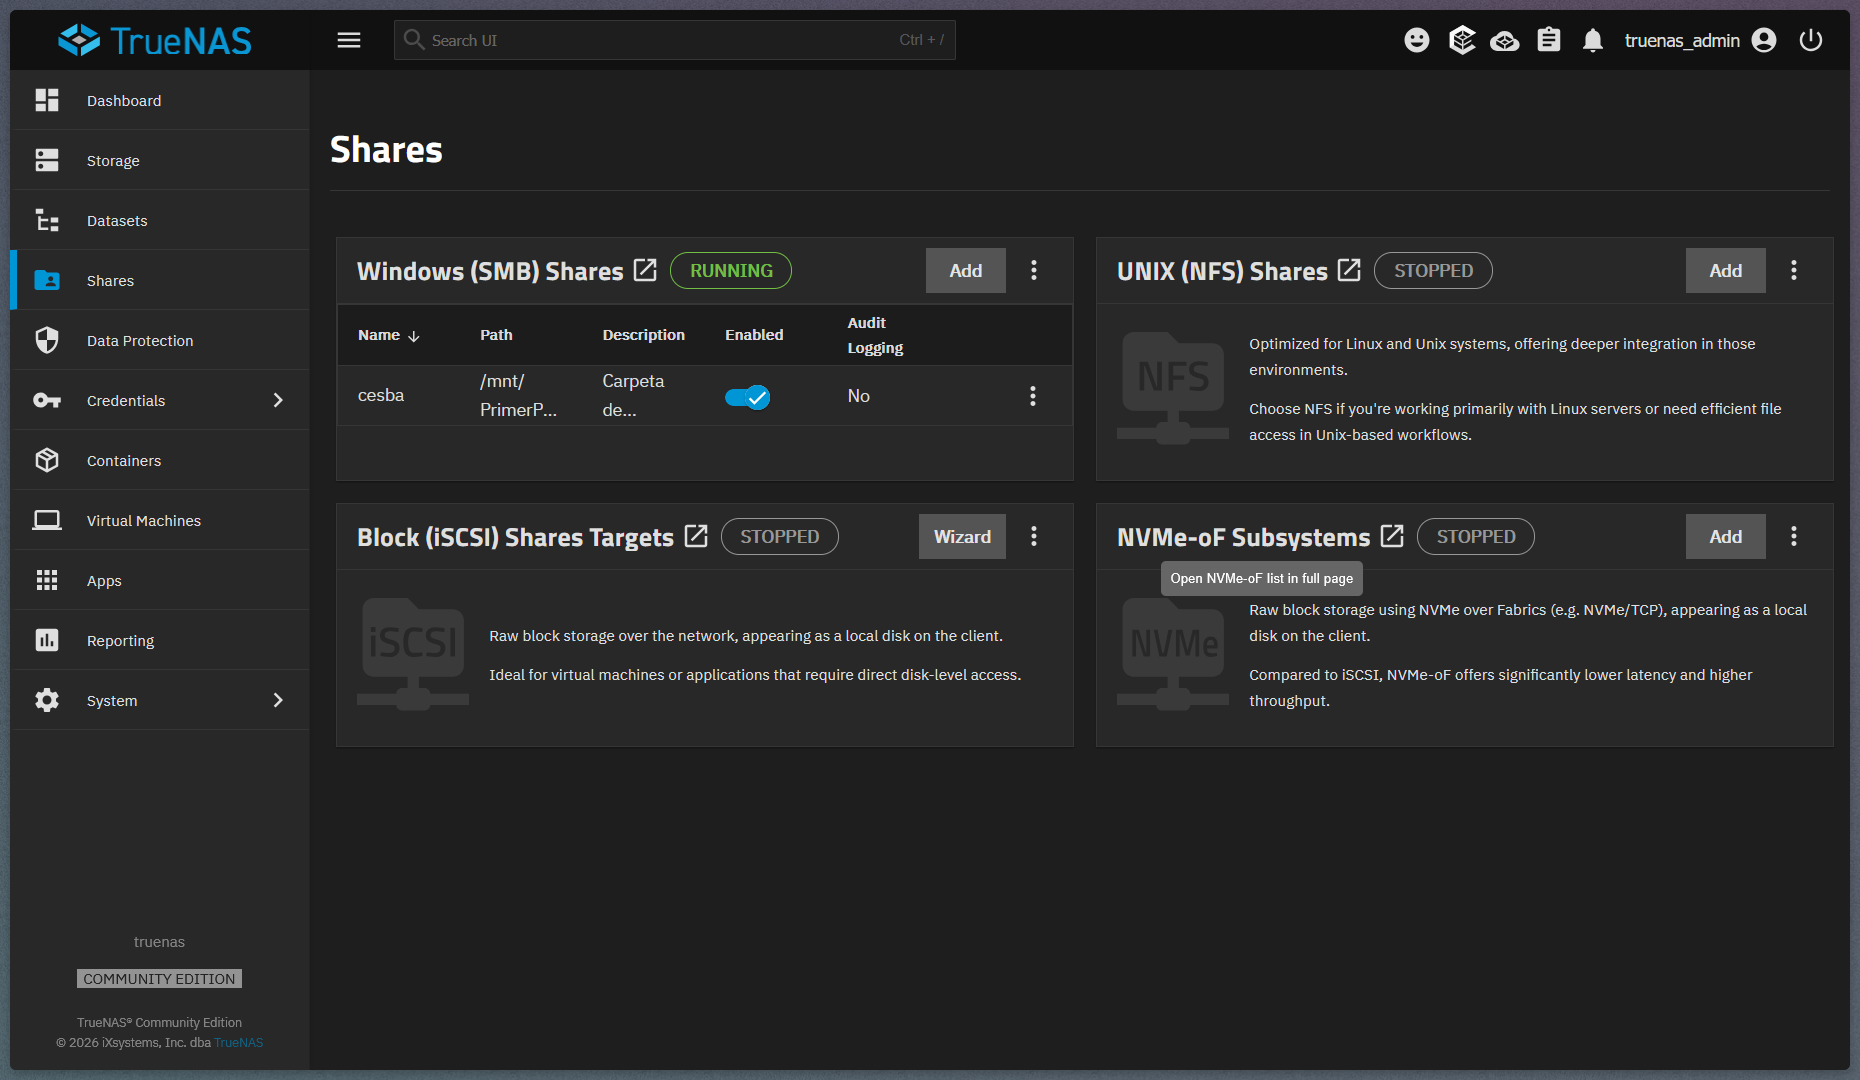 TrueNAS
Search UI
Ctrl + /
truenas_admin
Dashboard
Storage
Datasets
Shares
Data Protection
Credentials
Containers
Virtual Machines
Apps
Reporting
System
truenas
COMMUNITY EDITION
TrueNAS® Community Edition
© 2026 iXsystems, Inc. dba TrueNAS
Shares
Windows (SMB) Shares
RUNNING
Add
Name
Path
Description
Enabled
Audit
Logging
cesba
/mnt/
PrimerP...
Carpeta
de...
No
UNIX (NFS) Shares
STOPPED
Add
NFS
Optimized for Linux and Unix systems, offering deeper integration in those
environments.
Choose NFS if you're working primarily with Linux servers or need efficient file
access in Unix-based workflows.
Block (iSCSI) Shares Targets
STOPPED
Wizard
iSCSI
Raw block storage over the network, appearing as a local disk on the client.
Ideal for virtual machines or applications that require direct disk-level access.
NVMe-oF Subsystems
STOPPED
Add
Open NVMe-oF list in full page
NVMe
Raw block storage using NVMe over Fabrics (e.g. NVMe/TCP), appearing as a local
disk on the client.
Compared to iSCSI, NVMe-oF offers significantly lower latency and higher
throughput.